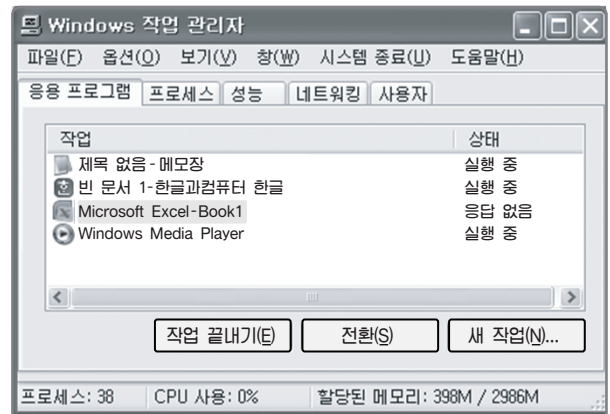 Windows 작업 관리자
파일(F) 옵션(O) 보기(V) 창(W) 시스템 종료(U) 도움말(H)
응용 프로그램 프로세스 성능 네트워킹 사용자
작업 상태
제목 없음 - 메모장 실행 중
빈 문서 1-한글과컴퓨터 한글 실행 중
Microsoft Excel-Book1 응답 없음
Windows Media Player 실행 중
작업 끝내기(E) 전환(S) 새 작업(N)...
프로세스: 38 CPU 사용: 0% 할당된 메모리: 398M / 2986M